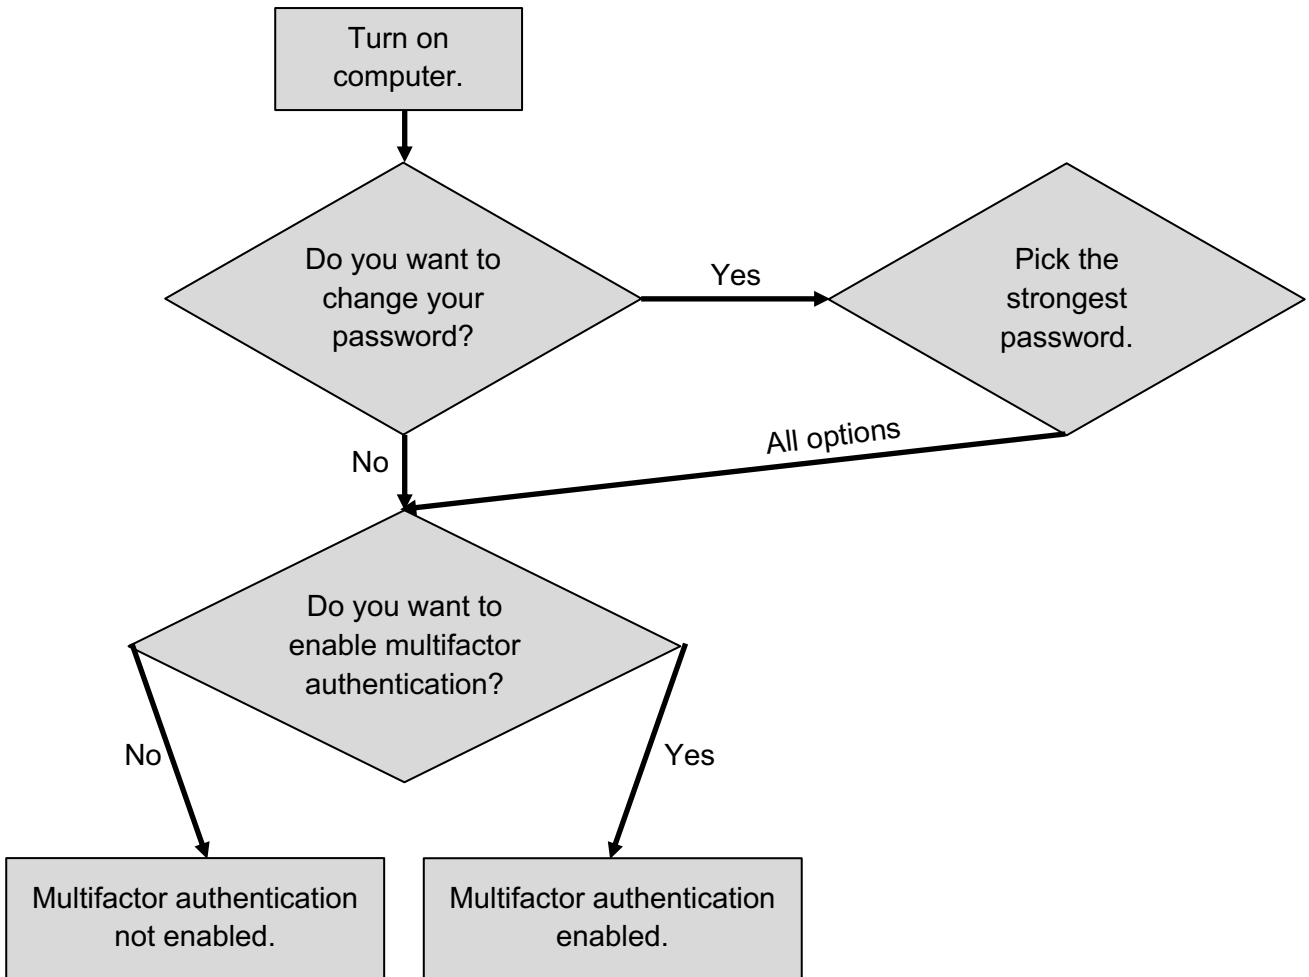 Turn on
computer.
Do you want to
change your
password?
Yes
Pick the
strongest
password.
All options
No
Do you want to
enable multifactor
authentication?
No
Yes
Multifactor authentication
not enabled.
Multifactor authentication
enabled.